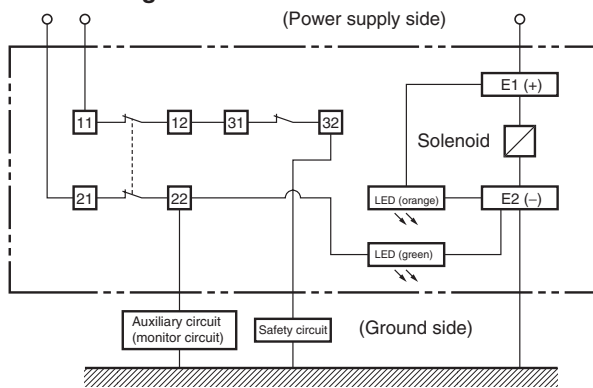 (Power supply side)
E1 (+)
11
12
31
32
Solenoid
21
22
LED (orange)
E2 (–)
LED (green)
Auxiliary circuit
(monitor circuit)
Safety circuit
(Ground side)